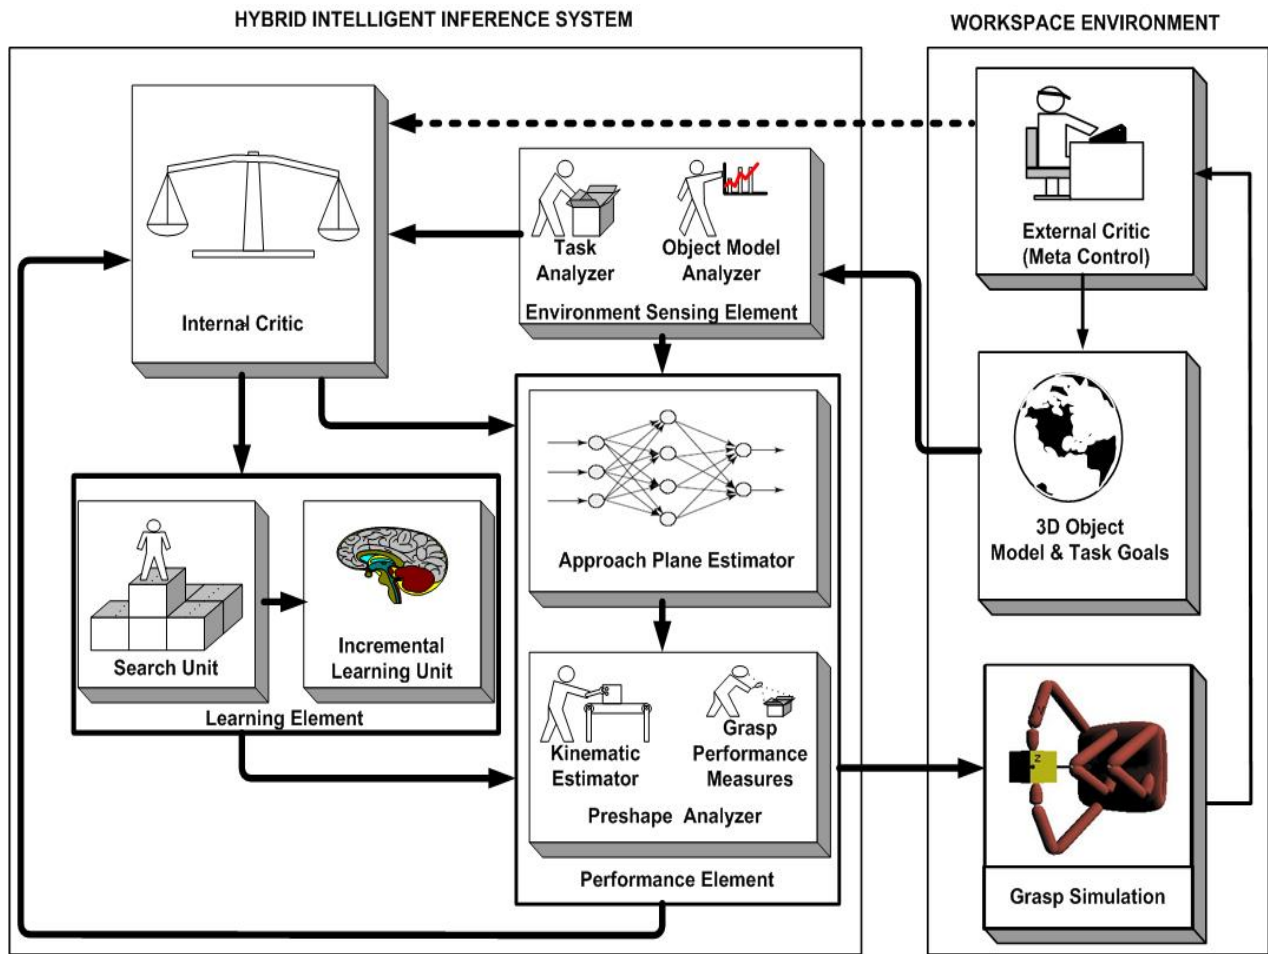 HYBRID INTELLIGENT INFERENCE SYSTEM
WORKSPACE ENVIRONMENT
Task
Analyzer
Object Model
Analyzer
Environment Sensing Element
External Critic
(Meta Control)
Internal Critic
Approach Plane Estimator
3D Object
Model & Task Goals
Search Unit
Incremental
Learning Unit
Learning Element
Kinematic
Estimator
Grasp
Performance
Measures
Preshape Analyzer
Performance Element
Z
Grasp Simulation